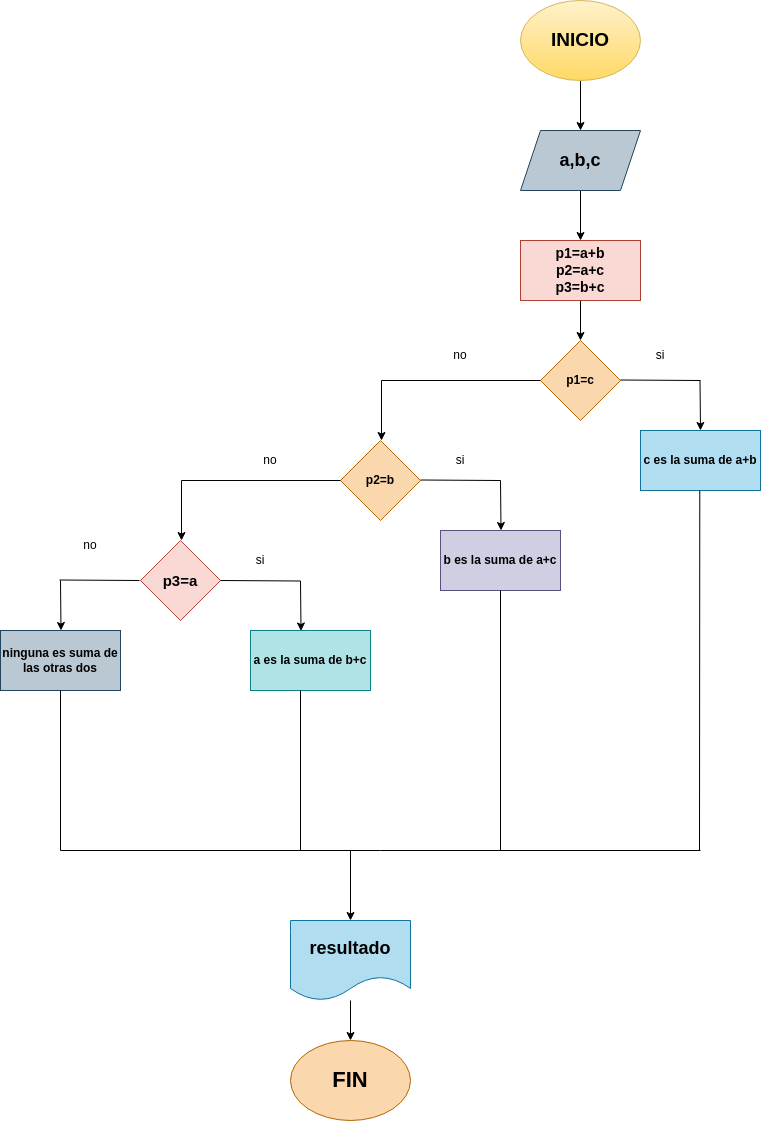 INICIO
a,b,c
p1=a+b
p2=a+c
p3=b+c
no
si
p1=c
no
si
c es la suma de a+b
p2=b
no
si
b es la suma de a+c
p3=a
ninguna es suma de
las otras dos
a es la suma de b+c
resultado
FIN